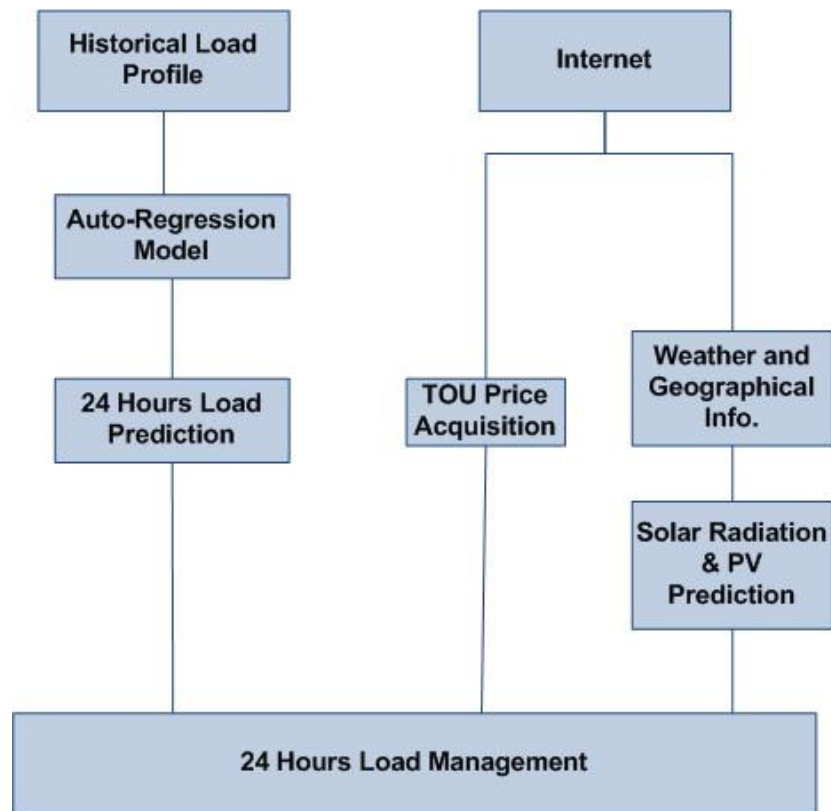 Historical Load
Profile
Internet
Auto-Regression
Model
24 Hours Load
Prediction
TOU Price
Acquisition
Weather and
Geographical
Info.
Solar Radiation
& PV
Prediction
24 Hours Load Management